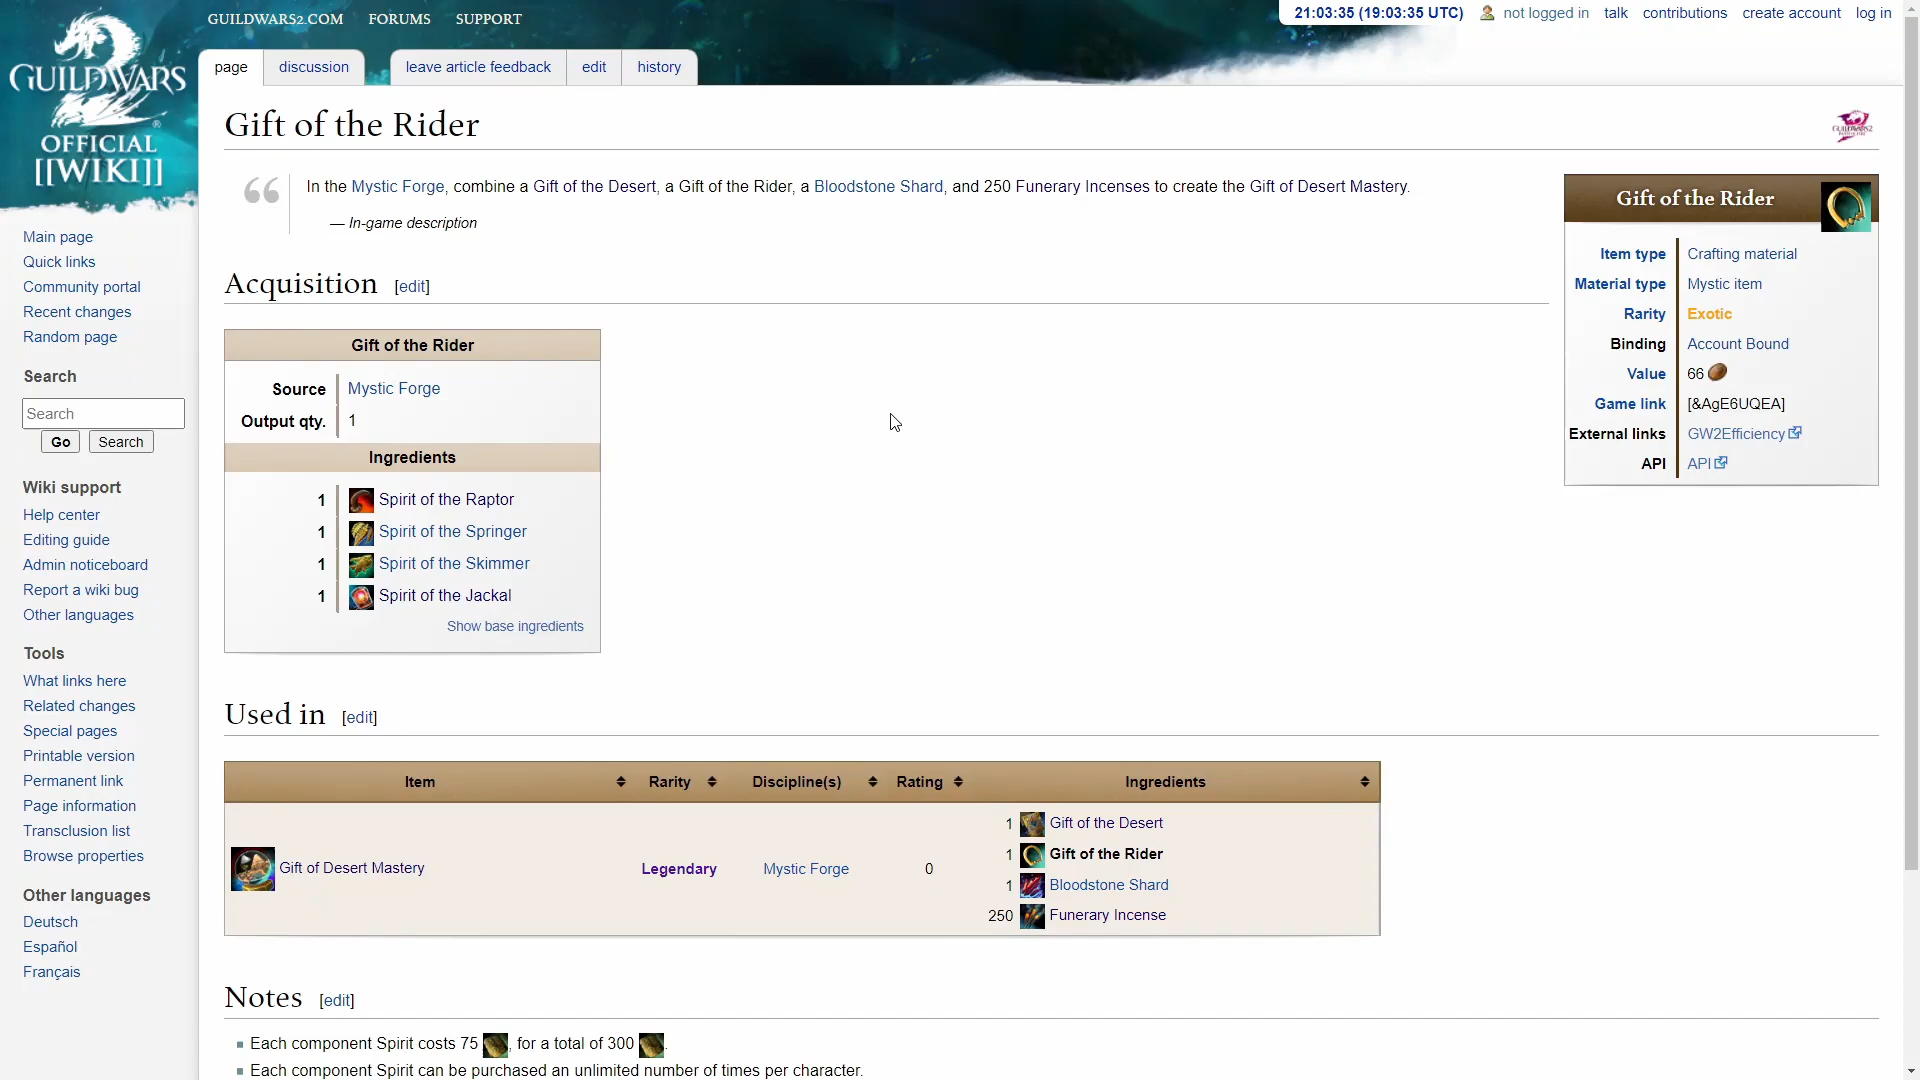 GUILDWARS2.COM FORUMS SUPPORT
21:03:35 (19:03:35 UTC) not logged in talk contributions create account log in
GUILDWARS
OFFICIAL
[[WIKI]]
page discussion leave article feedback edit history
Gift of the Rider
In the Mystic Forge, combine a Gift of the Desert, a Gift of the Rider, a Bloodstone Shard, and 250 Funerary Incenses to create the Gift of Desert Mastery.
— In-game description
Gift of the Rider
Item type Crafting material
Material type Mystic item
Rarity Exotic
Binding Account Bound
Value 66
Game link [&AgE6UQEA]
External links GW2Efficiency
API API
Main page
Quick links
Community portal
Recent changes
Random page
Search
Search
Go Search
Wiki support
Help center
Editing guide
Admin noticeboard
Report a wiki bug
Other languages
Tools
What links here
Related changes
Special pages
Printable version
Permanent link
Page information
Transclusion list
Browse properties
Other languages
Deutsch
Español
Français
Acquisition [edit]
Gift of the Rider
Source Mystic Forge
Output qty. 1
Ingredients
1 Spirit of the Raptor
1 Spirit of the Springer
1 Spirit of the Skimmer
1 Spirit of the Jackal
Show base ingredients
Used in [edit]
Item Rarity Discipline(s) Rating Ingredients
Gift of Desert Mastery Legendary Mystic Forge 0
1 Gift of the Desert
1 Gift of the Rider
1 Bloodstone Shard
250 Funerary Incense
Notes [edit]
Each component Spirit costs 75 , for a total of 300 .
Each component Spirit can be purchased an unlimited number of times per character.